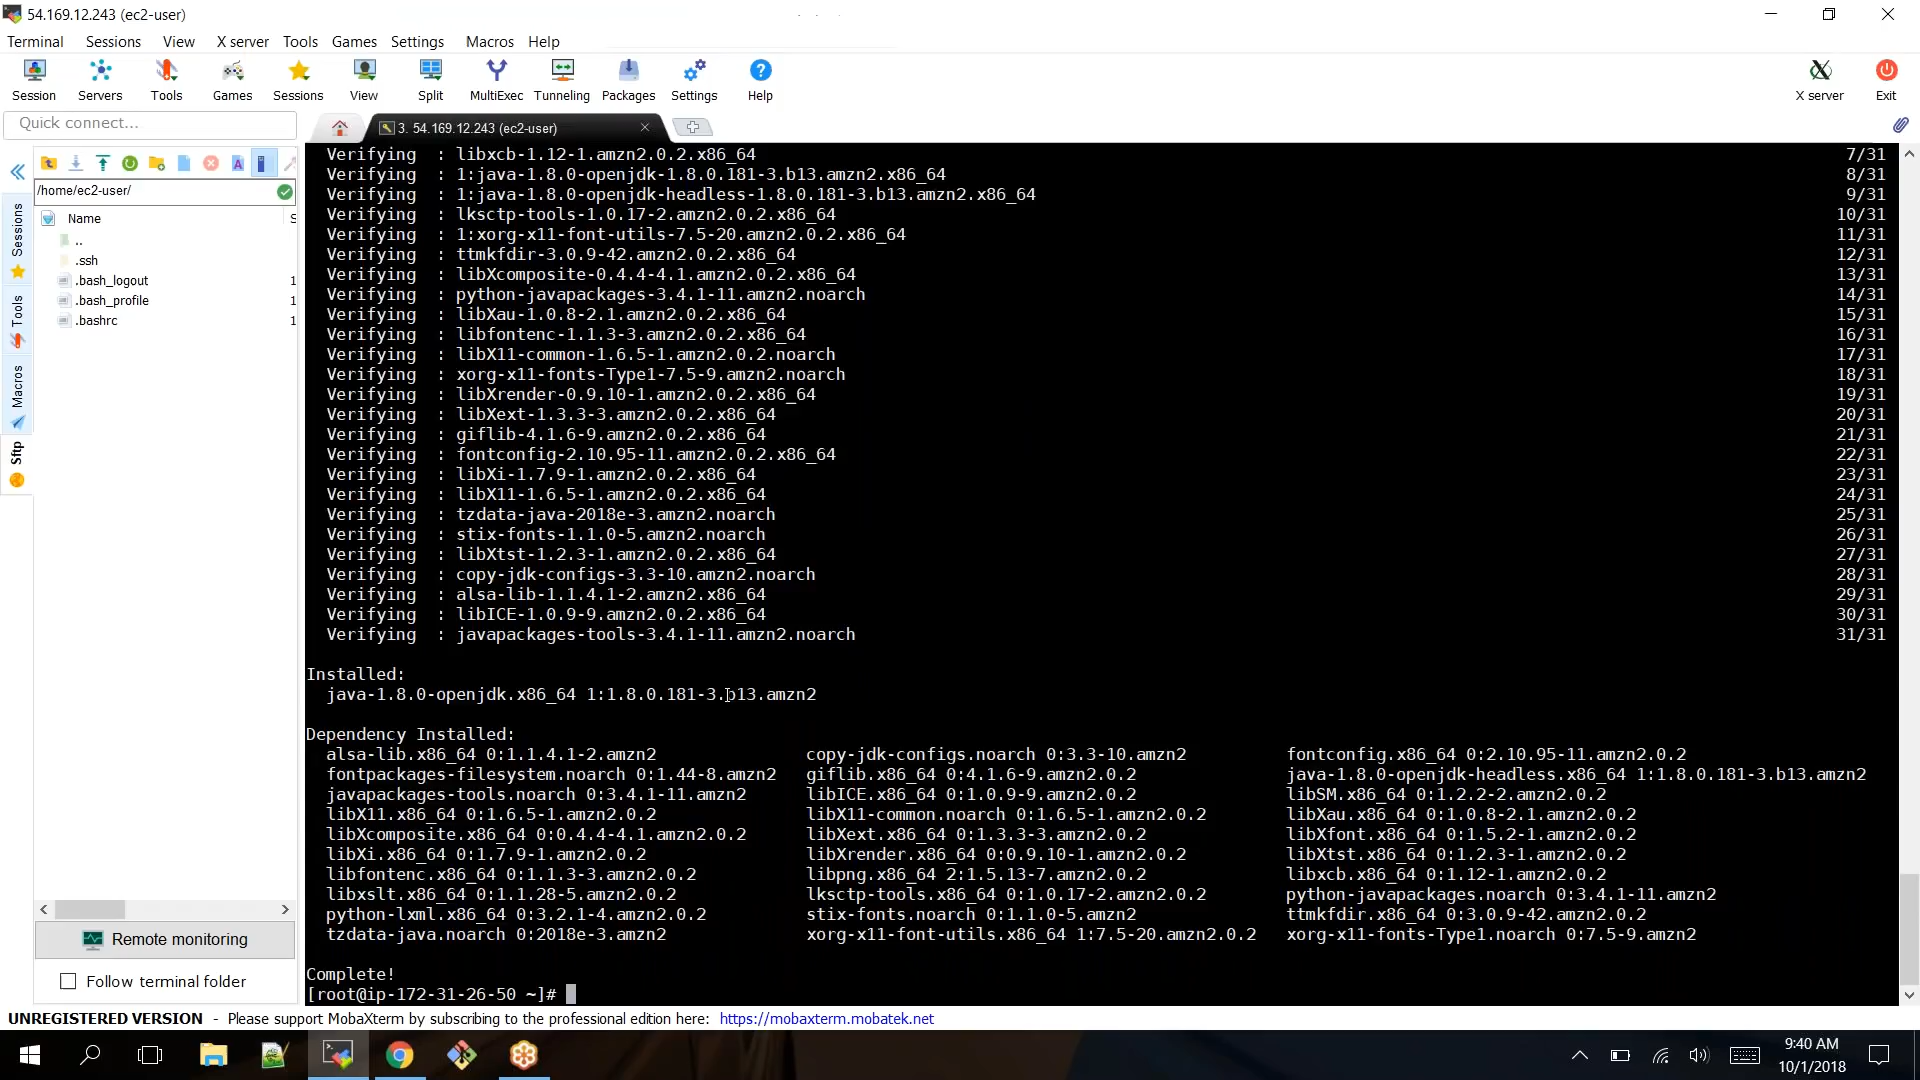 54.169.12.243 (ec2-user)
Terminal Sessions View X server Tools Games Settings Macros Help
Session Servers Tools Games Sessions View Split MultiExec Tunneling Packages Settings Help X server Exit
Quick connect...
3. 54.169.12.243 (ec2-user)
/home/ec2-user/
Name S
..
.ssh
.bash_logout 1
.bash_profile 1
.bashrc 1
Sessions
Tools
Macros
Sftp
Verifying : libxcb-1.12-1.amzn2.0.2.x86_64 7/31
Verifying : 1:java-1.8.0-openjdk-1.8.0.181-3.b13.amzn2.x86_64 8/31
Verifying : 1:java-1.8.0-openjdk-headless-1.8.0.181-3.b13.amzn2.x86_64 9/31
Verifying : lksctp-tools-1.0.17-2.amzn2.0.2.x86_64 10/31
Verifying : 1:xorg-x11-font-utils-7.5-20.amzn2.0.2.x86_64 11/31
Verifying : ttmkfdir-3.0.9-42.amzn2.0.2.x86_64 12/31
Verifying : libXcomposite-0.4.4-4.1.amzn2.0.2.x86_64 13/31
Verifying : python-javapackages-3.4.1-11.amzn2.noarch 14/31
Verifying : libXau-1.0.8-2.1.amzn2.0.2.x86_64 15/31
Verifying : libfontenc-1.1.3-3.amzn2.0.2.x86_64 16/31
Verifying : libX11-common-1.6.5-1.amzn2.0.2.noarch 17/31
Verifying : xorg-x11-fonts-Type1-7.5-9.amzn2.noarch 18/31
Verifying : libXrender-0.9.10-1.amzn2.0.2.x86_64 19/31
Verifying : libXext-1.3.3-3.amzn2.0.2.x86_64 20/31
Verifying : giflib-4.1.6-9.amzn2.0.2.x86_64 21/31
Verifying : fontconfig-2.10.95-11.amzn2.0.2.x86_64 22/31
Verifying : libXi-1.7.9-1.amzn2.0.2.x86_64 23/31
Verifying : libX11-1.6.5-1.amzn2.0.2.x86_64 24/31
Verifying : tzdata-java-2018e-3.amzn2.noarch 25/31
Verifying : stix-fonts-1.1.0-5.amzn2.noarch 26/31
Verifying : libXtst-1.2.3-1.amzn2.0.2.x86_64 27/31
Verifying : copy-jdk-configs-3.3-10.amzn2.noarch 28/31
Verifying : alsa-lib-1.1.4.1-2.amzn2.x86_64 29/31
Verifying : libICE-1.0.9-9.amzn2.0.2.x86_64 30/31
Verifying : javapackages-tools-3.4.1-11.amzn2.noarch 31/31
Installed:
java-1.8.0-openjdk.x86_64 1:1.8.0.181-3.b13.amzn2
Dependency Installed:
alsa-lib.x86_64 0:1.1.4.1-2.amzn2 copy-jdk-configs.noarch 0:3.3-10.amzn2 fontconfig.x86_64 0:2.10.95-11.amzn2.0.2
fontpackages-filesystem.noarch 0:1.44-8.amzn2 giflib.x86_64 0:4.1.6-9.amzn2.0.2 java-1.8.0-openjdk-headless.x86_64 1:1.8.0.181-3.b13.amzn2
javapackages-tools.noarch 0:3.4.1-11.amzn2 libICE.x86_64 0:1.0.9-9.amzn2.0.2 libSM.x86_64 0:1.2.2-2.amzn2.0.2
libX11.x86_64 0:1.6.5-1.amzn2.0.2 libX11-common.noarch 0:1.6.5-1.amzn2.0.2 libXau.x86_64 0:1.0.8-2.1.amzn2.0.2
libXcomposite.x86_64 0:0.4.4-4.1.amzn2.0.2 libXext.x86_64 0:1.3.3-3.amzn2.0.2 libXfont.x86_64 0:1.5.2-1.amzn2.0.2
libXi.x86_64 0:1.7.9-1.amzn2.0.2 libXrender.x86_64 0:0.9.10-1.amzn2.0.2 libXtst.x86_64 0:1.2.3-1.amzn2.0.2
libfontenc.x86_64 0:1.1.3-3.amzn2.0.2 libpng.x86_64 2:1.5.13-7.amzn2.0.2 libxcb.x86_64 0:1.12-1.amzn2.0.2
libxslt.x86_64 0:1.1.28-5.amzn2.0.2 lksctp-tools.x86_64 0:1.0.17-2.amzn2.0.2 python-javapackages.noarch 0:3.4.1-11.amzn2
python-lxml.x86_64 0:3.2.1-4.amzn2.0.2 stix-fonts.noarch 0:1.1.0-5.amzn2 ttmkfdir.x86_64 0:3.0.9-42.amzn2.0.2
tzdata-java.noarch 0:2018e-3.amzn2 xorg-x11-font-utils.x86_64 1:7.5-20.amzn2.0.2 xorg-x11-fonts-Type1.noarch 0:7.5-9.amzn2
Complete!
[root@ip-172-31-26-50 ~]#
Remote monitoring
Follow terminal folder
UNREGISTERED VERSION - Please support MobaXterm by subscribing to the professional edition here: https://mobaxterm.mobatek.net
9:40 AM
10/1/2018